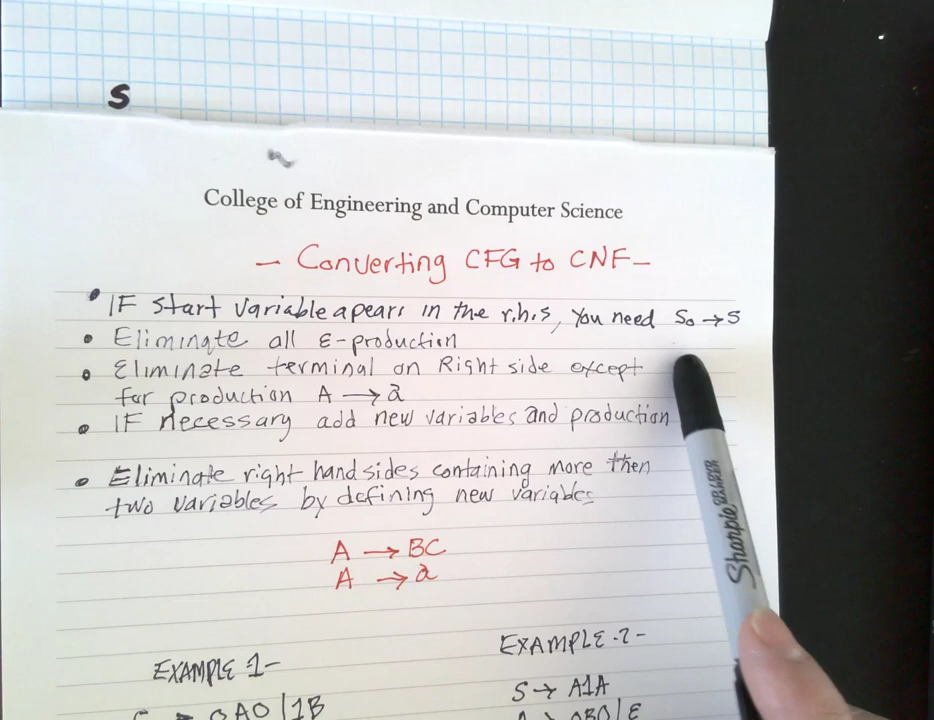 S
College of Engineering and Computer Science
- Converting CFG to CNF -
• IF start variable apears in the r.h.s, You need S₀ → S
• Eliminate all ε-production
• Eliminate terminal on Right side except
for production A → a
• IF necessary add new variables and production
• Eliminate right hand sides containing more then
two variables by defining new variables
A → BC
A → a
EXAMPLE 1-
EXAMPLE -2-
S → 0A0 | 1B
S → A1A
A → 0B0 | ε
Sharpie